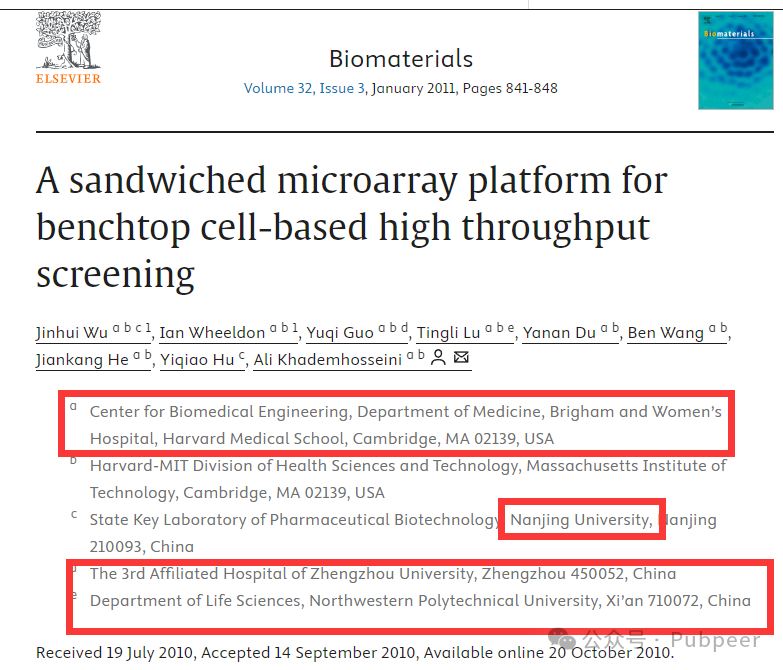 ELSEVIER
Biomaterials
Volume 32, Issue 3, January 2011, Pages 841-848
Biomaterials
A sandwiched microarray platform for
benchtop cell-based high throughput
screening
Jinhui Wu a b c 1, Ian Wheeldon a b 1, Yuqi Guo a b d, Tingli Lu a b e, Yanan Du a b, Ben Wang a b,
Jiankang He a b, Yiqiao Hu c, Ali Khademhosseini a b
a Center for Biomedical Engineering, Department of Medicine, Brigham and Women's
Hospital, Harvard Medical School, Cambridge, MA 02139, USA
b Harvard-MIT Division of Health Sciences and Technology, Massachusetts Institute of
Technology, Cambridge, MA 02139, USA
c State Key Laboratory of Pharmaceutical Biotechnology, Nanjing University, Nanjing
210093, China
d The 3rd Affiliated Hospital of Zhengzhou University, Zhengzhou 450052, China
e Department of Life Sciences, Northwestern Polytechnical University, Xi'an 710072, China
公众号 · Pubpeer
Received 19 July 2010, Accepted 14 September 2010, Available online 20 October 2010.